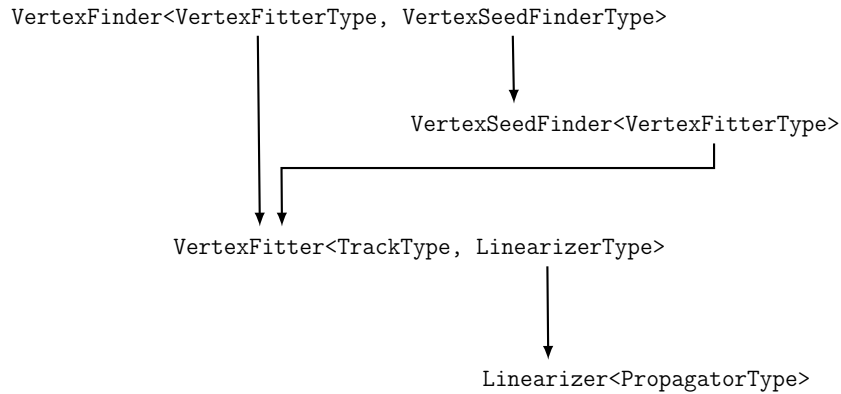 VertexFinder<VertexFitterType, VertexSeedFinderType>
VertexSeedFinder<VertexFitterType>
VertexFitter<TrackType, LinearizerType>
Linearizer<PropagatorType>